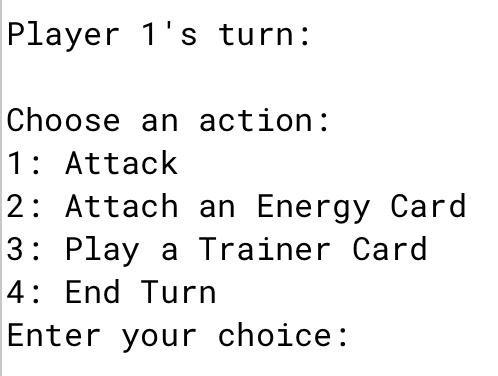 Player 1's turn:
Choose an action:
1: Attack
2: Attach an Energy Card
3: Play a Trainer Card
4: End Turn
Enter your choice: